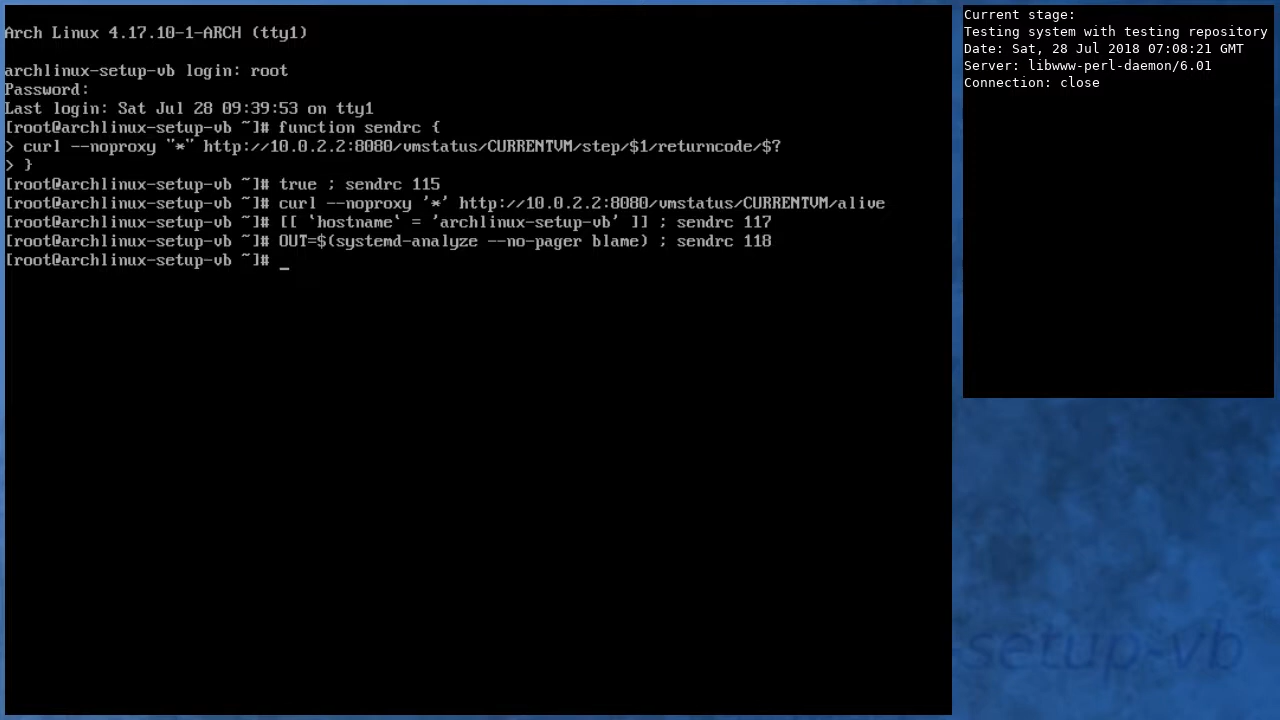 Arch Linux 4.17.10-1-ARCH (tty1)
archlinux-setup-vb login: root
Password:
Last login: Sat Jul 28 09:39:53 on tty1
[root@archlinux-setup-vb ~]# function sendrc {
> curl --noproxy "*" http://10.0.2.2:8080/vmstatus/CURRENTVM/step/$1/returncode/$?
> }
[root@archlinux-setup-vb ~]# true ; sendrc 115
[root@archlinux-setup-vb ~]# curl --noproxy '*' http://10.0.2.2:8080/vmstatus/CURRENTVM/alive
[root@archlinux-setup-vb ~]# [[ `hostname` = 'archlinux-setup-vb' ]] ; sendrc 117
[root@archlinux-setup-vb ~]# OUT=$(systemd-analyze --no-pager blame) ; sendrc 118
[root@archlinux-setup-vb ~]# _
Current stage:
Testing system with testing repository
Date: Sat, 28 Jul 2018 07:08:21 GMT
Server: libwww-perl-daemon/6.01
Connection: close
-setup-vb